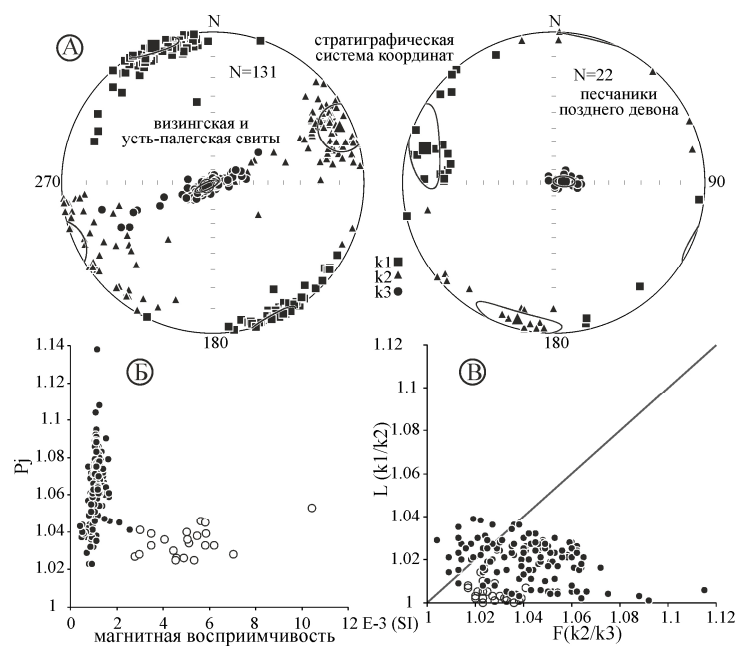 А
N
стратиграфическая
система координат
N
N=131
N=22
песчаники
позднего девона
визингская и
усть-палегская свиты
270
90
k1
k2
k3
180
180
Б
1.14
1.12
1.1
Pj
1.08
1.06
1.04
1.02
1
0
2
4
6
8
10
12
E-3 (SI)
магнитная восприимчивость
В
1.12
1.1
L (k1/k2)
1.08
1.06
1.04
1.02
1
1
1.02
1.04
1.06
1.08
1.1
1.12
F(k2/k3)